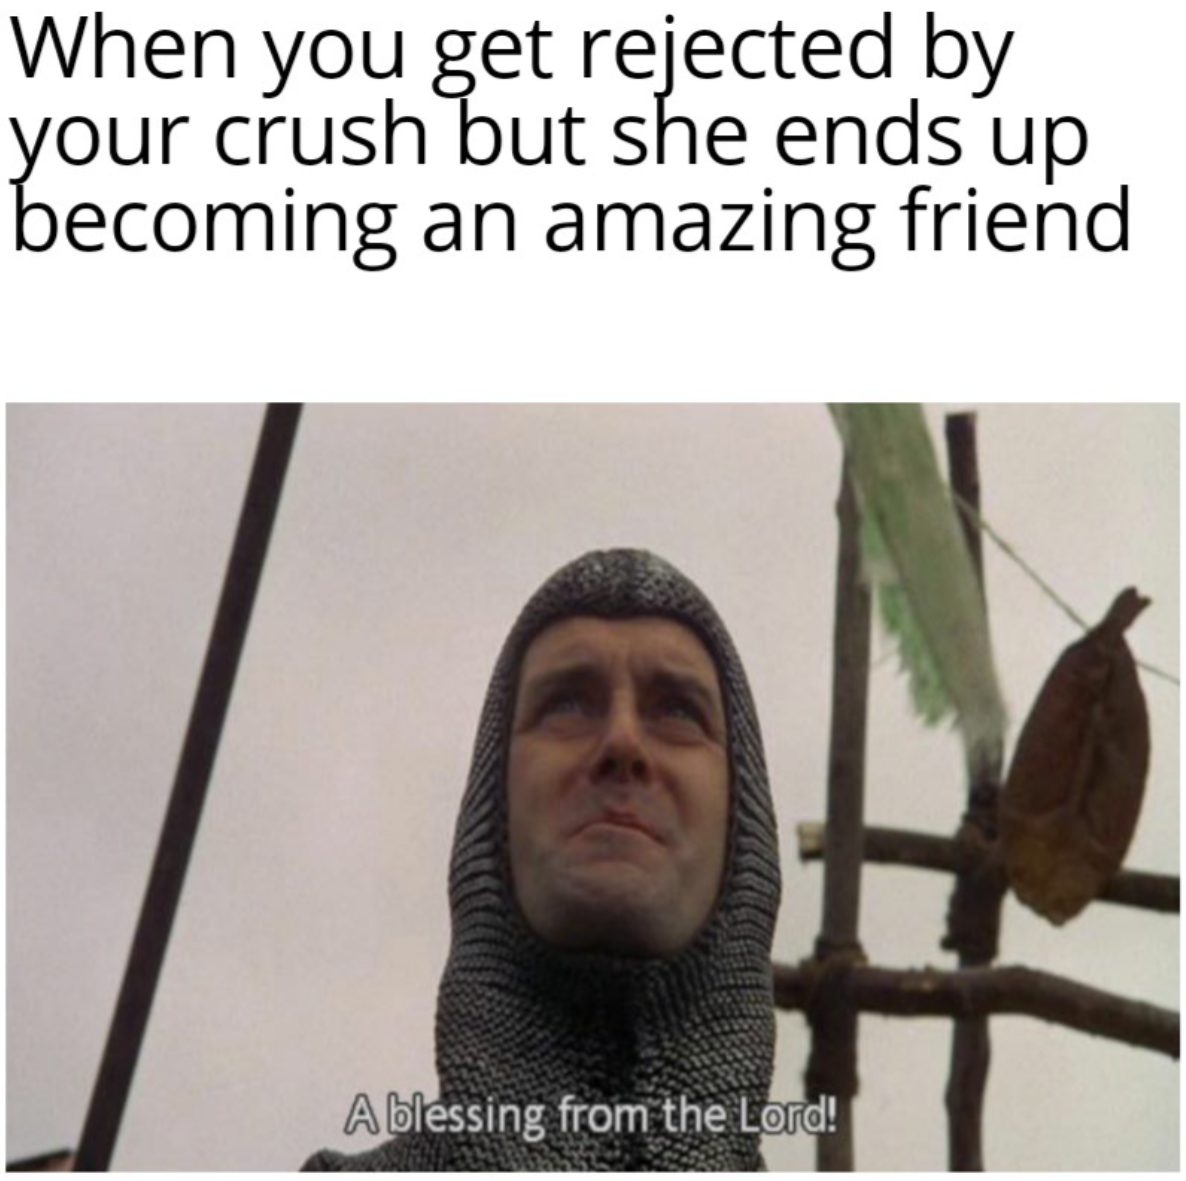 When you get rejected by
your crush but she ends up
becoming an amazing friend
A blessing from the Lord!